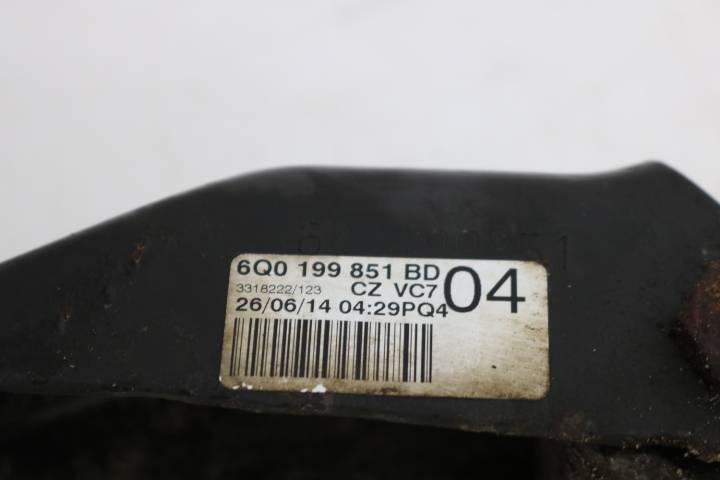 6Q0 199 851 BD
3318222/123 CZ VC7 04
26/06/14 04:29PQ4